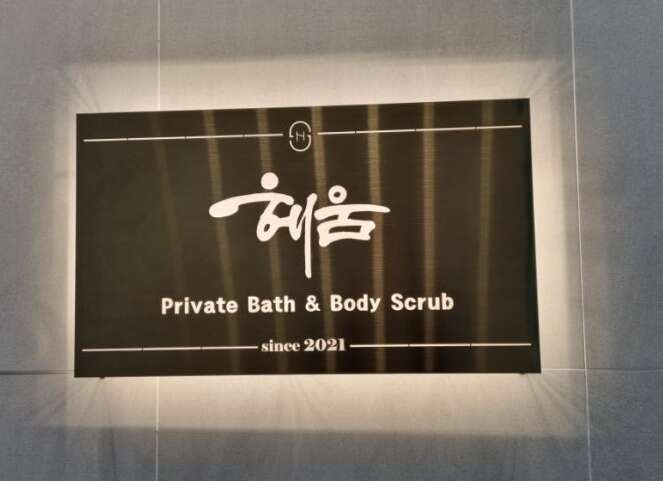 혜움
Private Bath & Body Scrub
since 2021